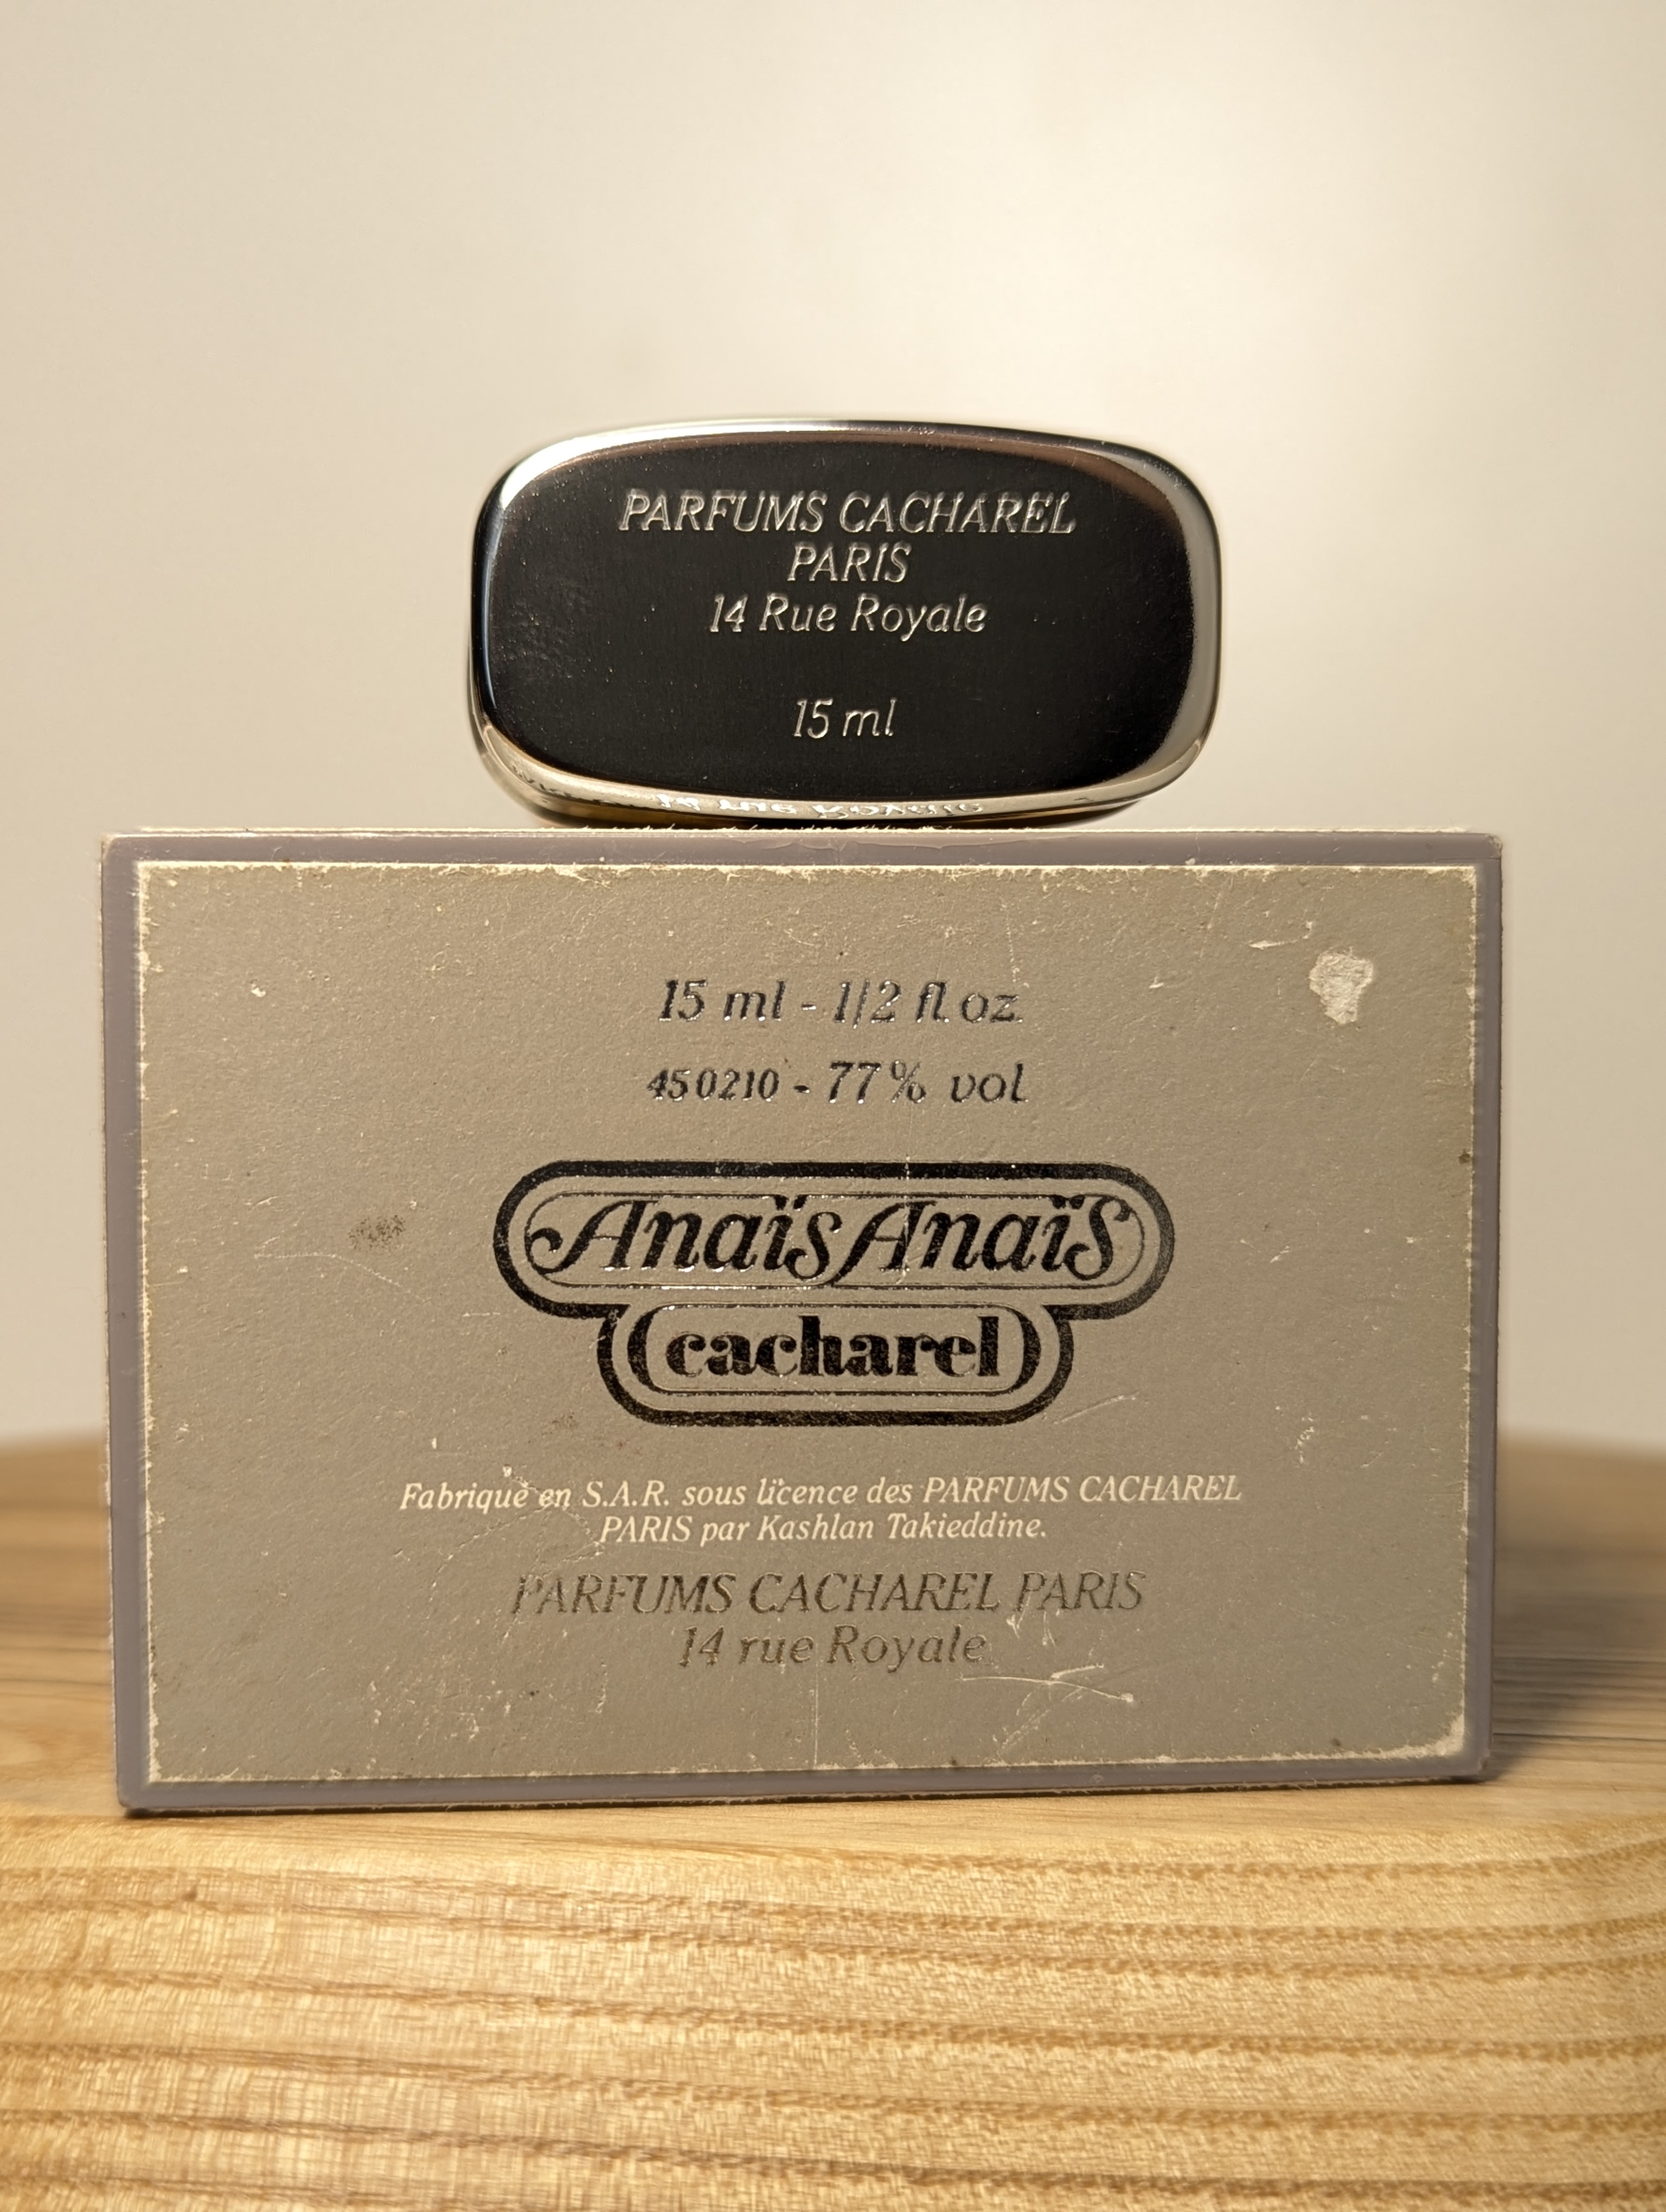 PARFUMS CACHAREL
PARIS
14 Rue Royale
15 ml
15 ml - 1/2 fl. oz.
450210 - 77% vol
Anaïs Anaïs
cacharel
Fabrique en S.A.R. sous licence des PARFUMS CACHAREL
PARIS par Kashlan Takieddine.
PARFUMS CACHAREL PARIS
14 rue Royale